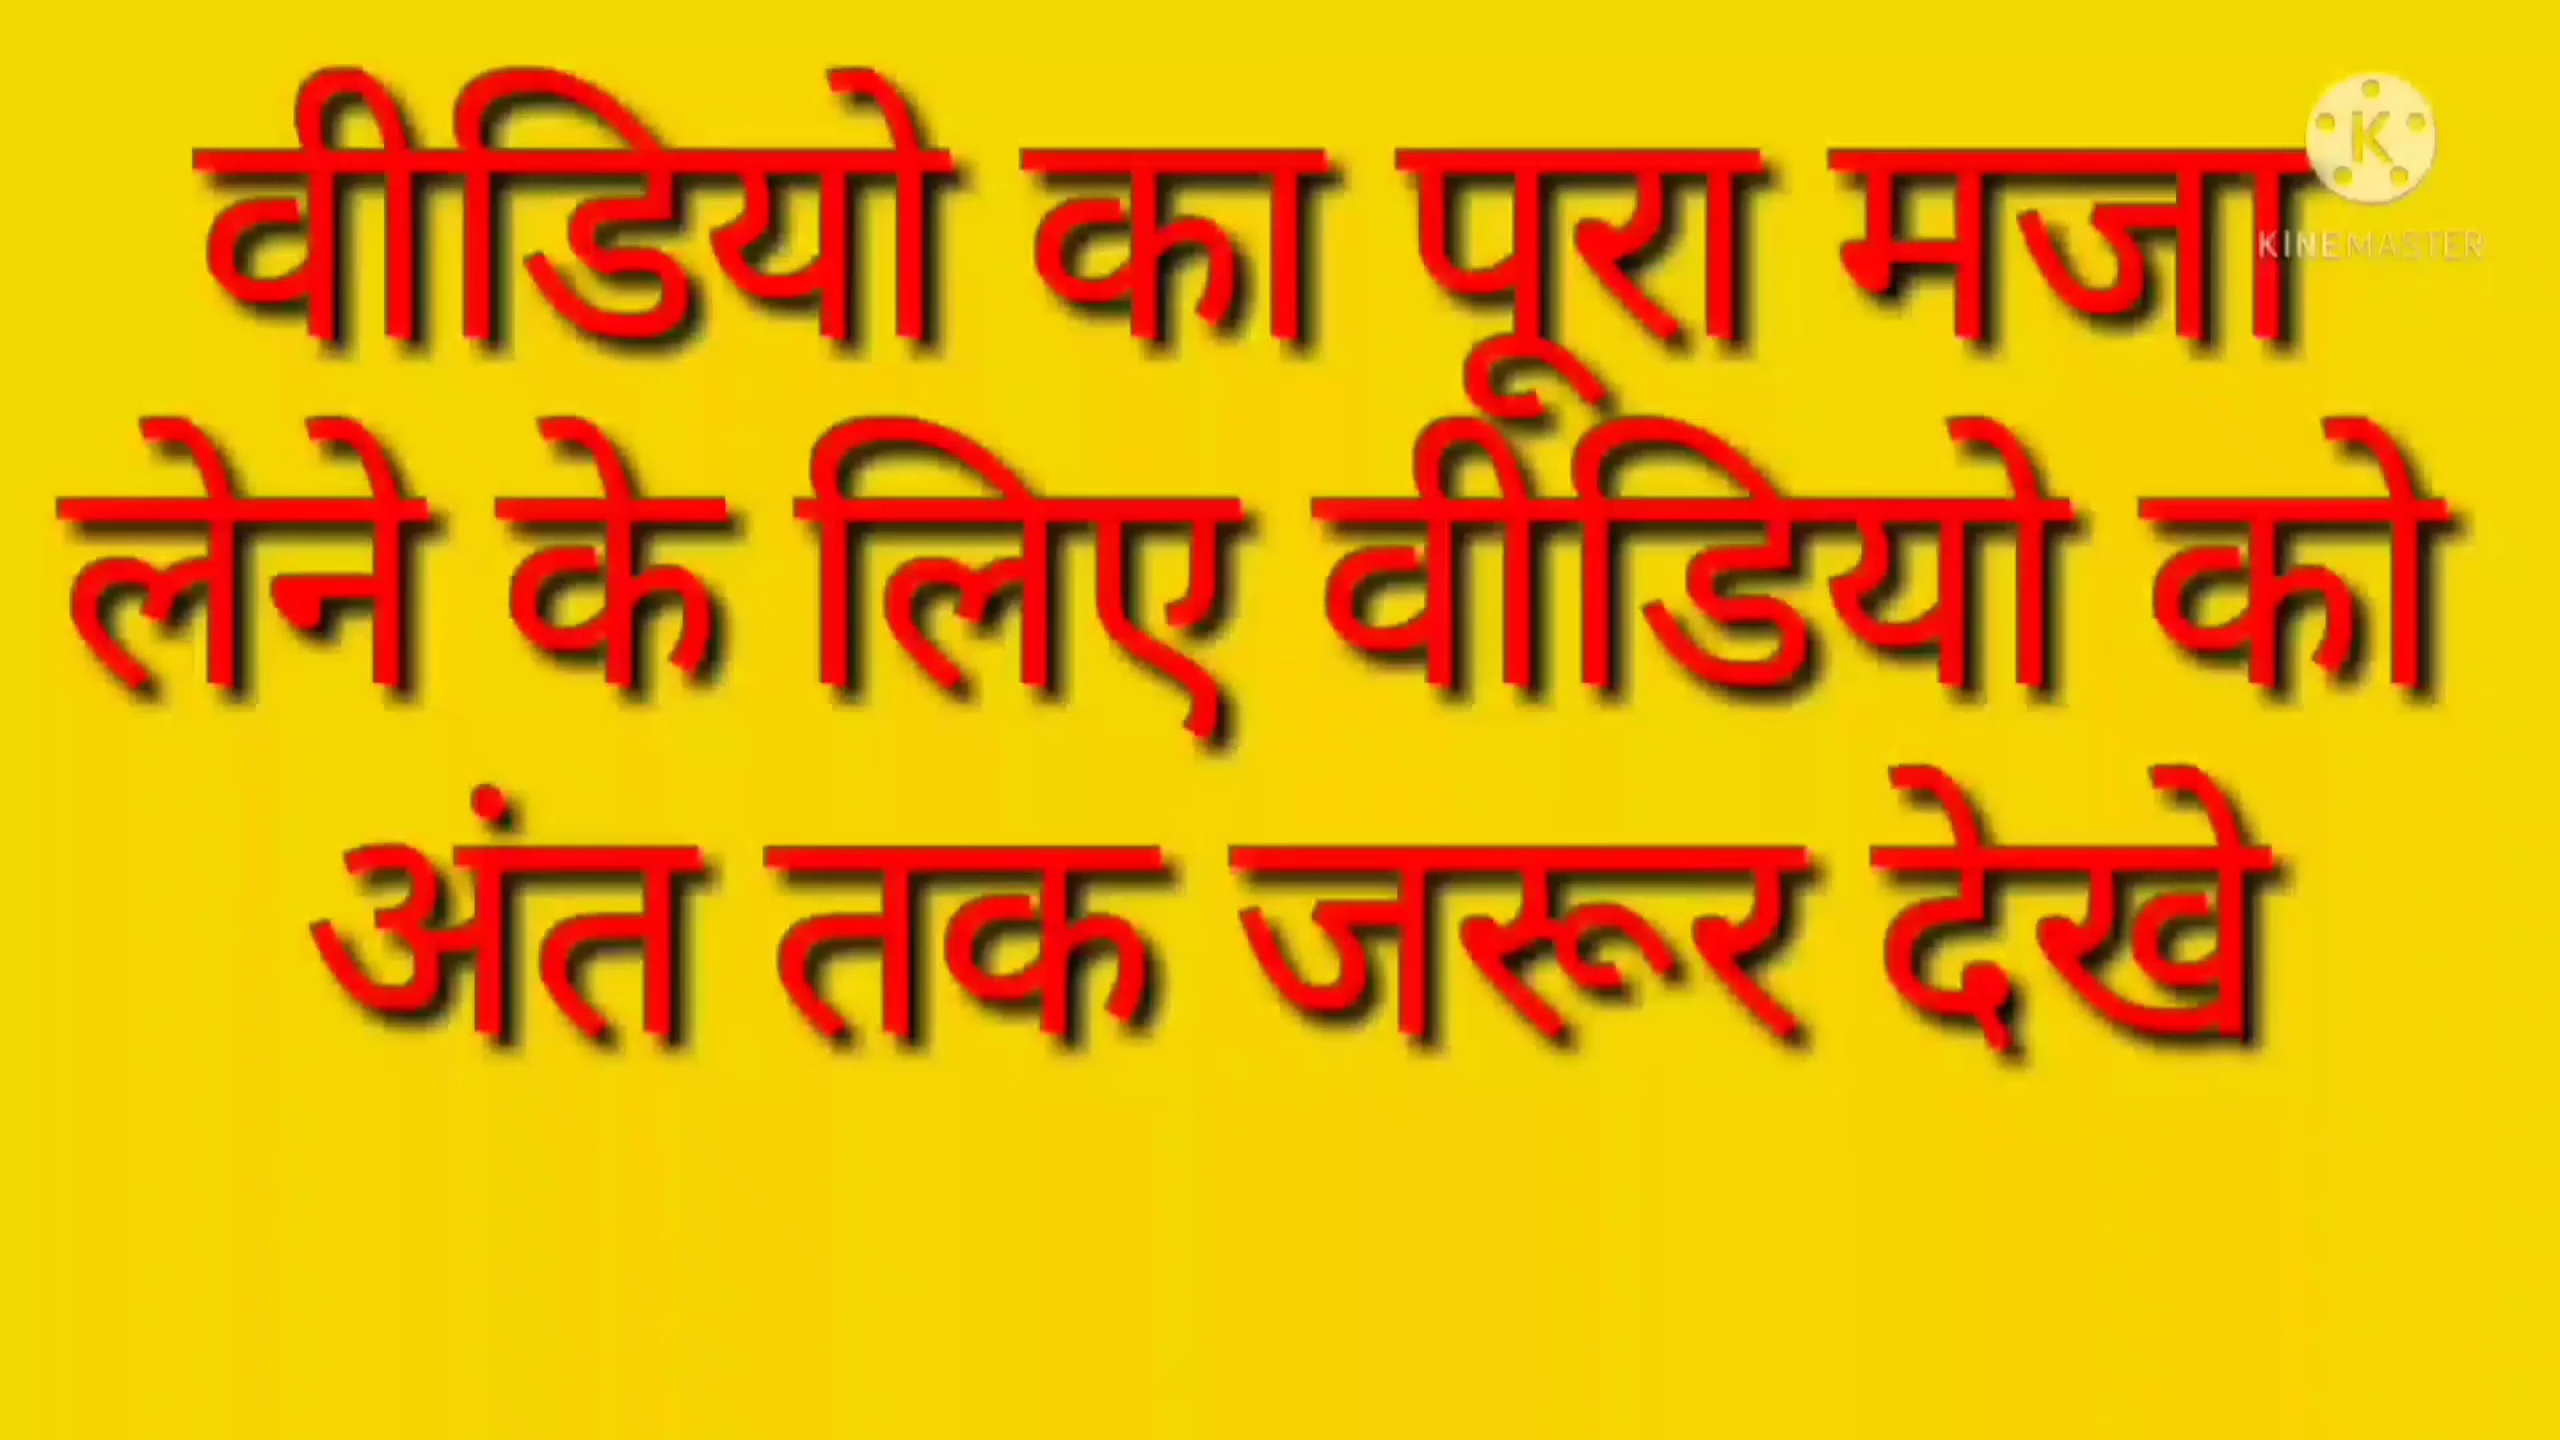 वीडियो का पूरा मजा
KINEMASTER
लेने के लिए वीडियो को
अंत तक जरूर देखे